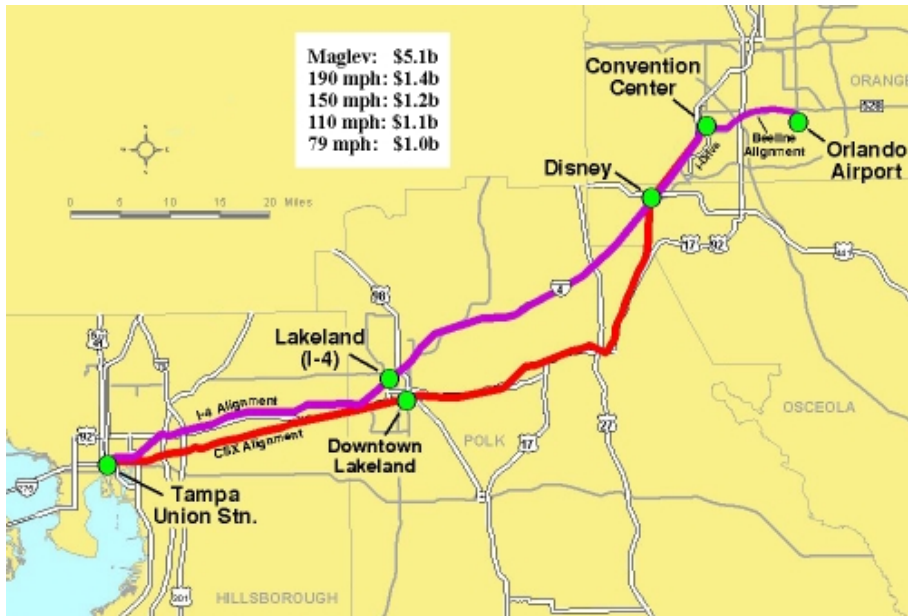 Maglev: $5.1b
190 mph: $1.4b
150 mph: $1.2b
110 mph: $1.1b
79 mph: $1.0b
Convention
Center
ORANGE
528
Beeline
Alignment
I-Drive
Orlando
Airport
Disney
0 5 10 15 20 Miles
17 92
441
98
4
Lakeland
(I-4)
I-4 Alignment
CSX Alignment
Downtown
Lakeland
POLK
OSCEOLA
17
27
41
75
92
275
Tampa
Union Stn.
HILLSBOROUGH
301